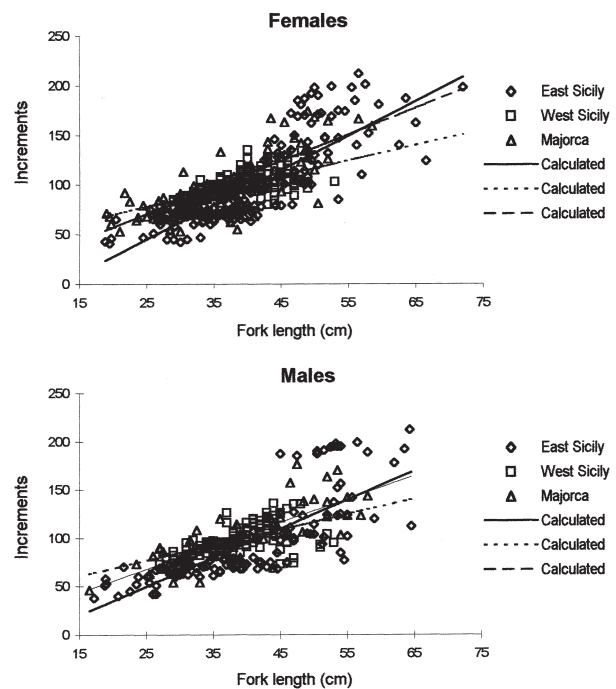 Females
250
200
150
100
50
0
Increments
15 25 35 45 55 65 75
Fork length (cm)
East Sicily
West Sicily
Majorca
Calculated
Calculated
Calculated
Males
250
200
150
100
50
0
Increments
15 25 35 45 55 65 75
Fork length (cm)
East Sicily
West Sicily
Majorca
Calculated
Calculated
Calculated